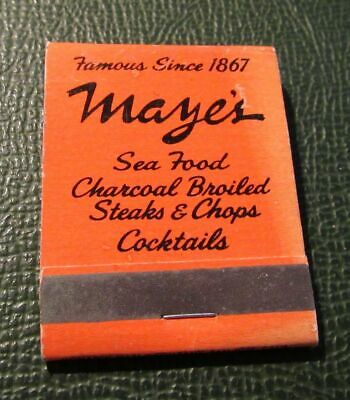 Famous Since 1867
Maye's
Sea Food
Charcoal Broiled
Steaks & Chops
Cocktails